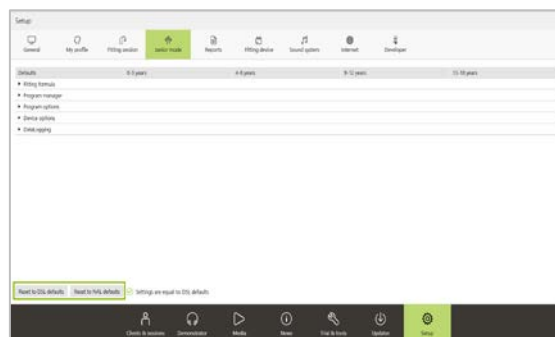 Setup
General My profile Fitting session Junior mode Reports Fitting device Sound system Internet Developer
Defaults 0-3 years 4-8 years 9-12 years 13-18 years
Fitting formula
Program manager
Program options
Device options
DataLogging
Reset to DSL defaults Reset to NAL defaults Settings are equal to DSL defaults
Clients & sessions Demonstrator Media News Trial & tools Updates Setup